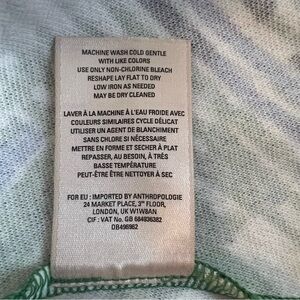 MACHINE WASH COLD GENTLE
WITH LIKE COLORS
USE ONLY NON-CHLORINE BLEACH
RESHAPE LAY FLAT TO DRY
LOW IRON AS NEEDED
MAY BE DRY CLEANED
LAVER À LA MACHINE À L'EAU FROIDE AVEC
COULEURS SIMILAIRES CYCLE DÉLICAT
UTILISER UN AGENT DE BLANCHIMENT
SANS CHLORE SI NÉCESSAIRE
METTRE EN FORME ET SECHER À PLAT
REPASSER, AU BESOIN, À TRÈS
BASSE TEMPÉRATURE
PEUT-ÊTRE ÊTRE NETTOYER À SEC
FOR EU : IMPORTED BY ANTHROPOLOGIE
24 MARKET PLACE, 3RD FLOOR,
LONDON, UK W1W8AN
CIF : VAT No. GB 684936382
OB496962